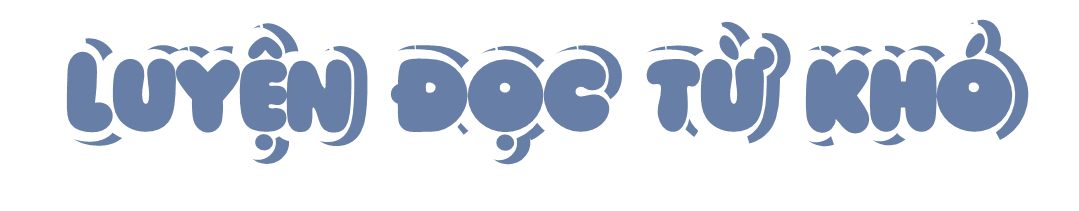 LUYỆN ĐỌC TỪ KHÓ